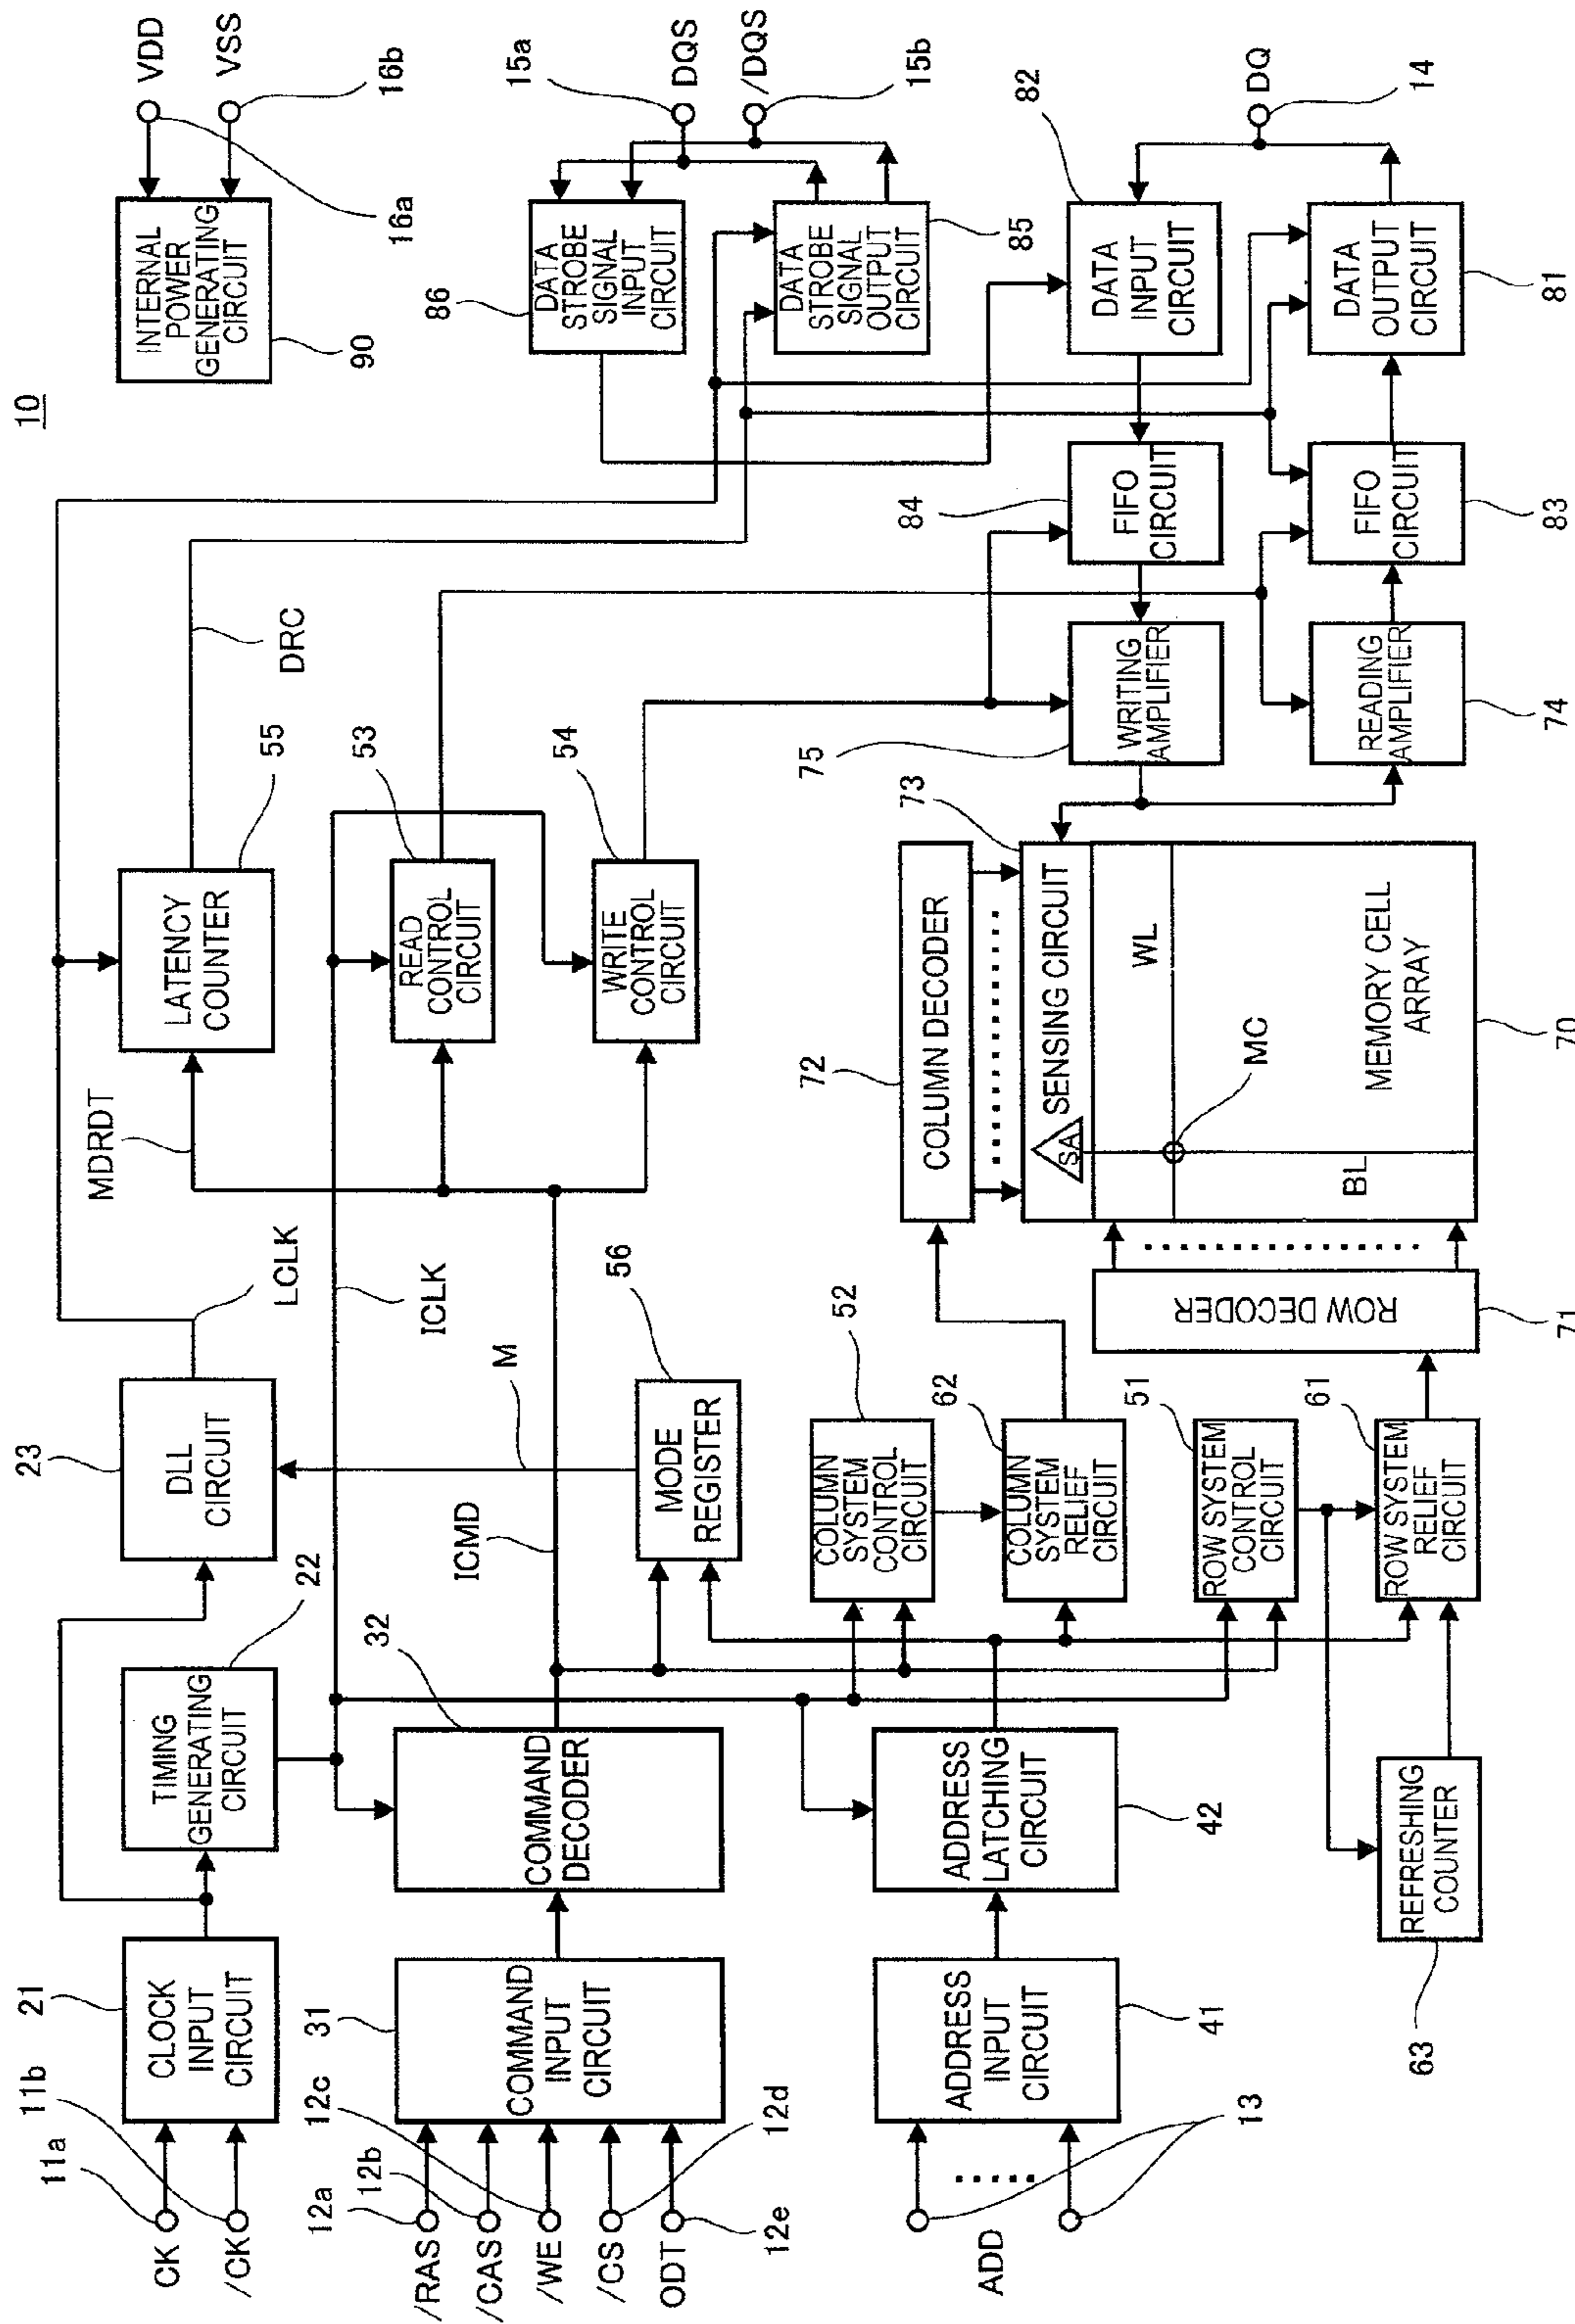 10
CK
11a
/CK
11b
21
CLOCK
INPUT
CIRCUIT
TIMING
GENERATING
CIRCUIT
22
23
DLL
CIRCUIT
LCLK
ICLK
MDRDT
LATENCY
COUNTER
55
DRC
INTERNAL
POWER
GENERATING
CIRCUIT
90
VDD
16a
VSS
16b
/RAS
12a
/CAS
12b
/WE
12c
/CS
12d
ODT
12e
31
COMMAND
INPUT
CIRCUIT
32
COMMAND
DECODER
ICMD
M
MODE
REGISTER
56
READ
CONTROL
CIRCUIT
53
WRITE
CONTROL
CIRCUIT
54
86
DATA
STROBE
SIGNAL
INPUT
CIRCUIT
DATA
STROBE
SIGNAL
OUTPUT
CIRCUIT
85
15a
DQS
/DQS
15b
ADD
13
ADDRESS
INPUT
CIRCUIT
41
ADDRESS
LATCHING
CIRCUIT
42
COLUMN
SYSTEM
CONTROL
CIRCUIT
52
COLUMN
SYSTEM
RELIEF
CIRCUIT
62
ROW SYSTEM
CONTROL
CIRCUIT
51
ROW SYSTEM
RELIEF
CIRCUIT
61
REFRESHING
COUNTER
63
72
COLUMN DECODER
73
SENSING CIRCUIT
SA
WL
BL
MC
MEMORY CELL
ARRAY
70
ROW DECODER
71
75
WRITING
AMPLIFIER
READING
AMPLIFIER
74
84
FIFO
CIRCUIT
FIFO
CIRCUIT
83
82
DATA
INPUT
CIRCUIT
DATA
OUTPUT
CIRCUIT
81
DQ
14